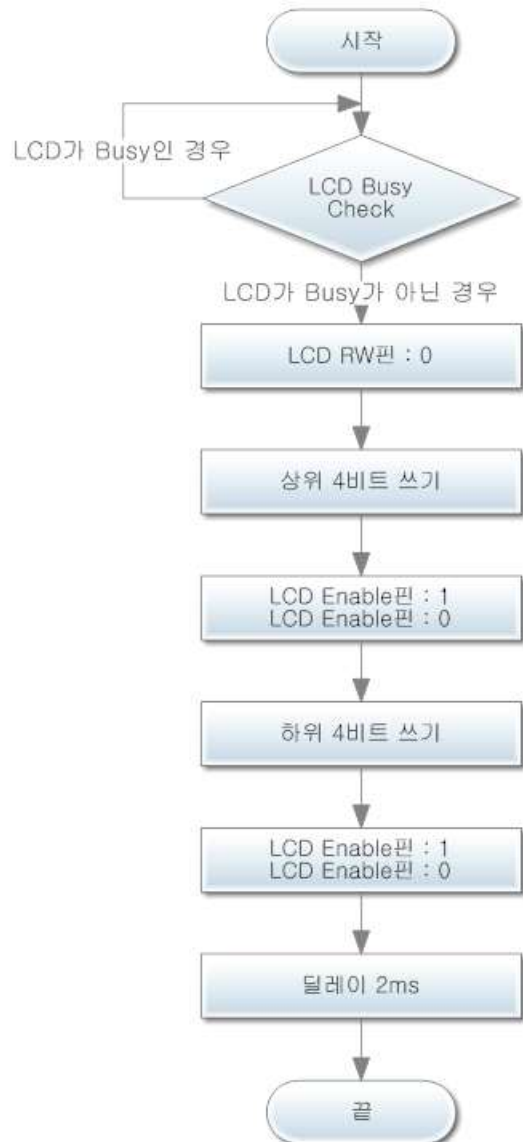 시작
LCD가 Busy인 경우
LCD Busy
Check
LCD가 Busy가 아닌 경우
LCD RW핀 : 0
상위 4비트 쓰기
LCD Enable핀 : 1
LCD Enable핀 : 0
하위 4비트 쓰기
LCD Enable핀 : 1
LCD Enable핀 : 0
딜레이 2ms
끝